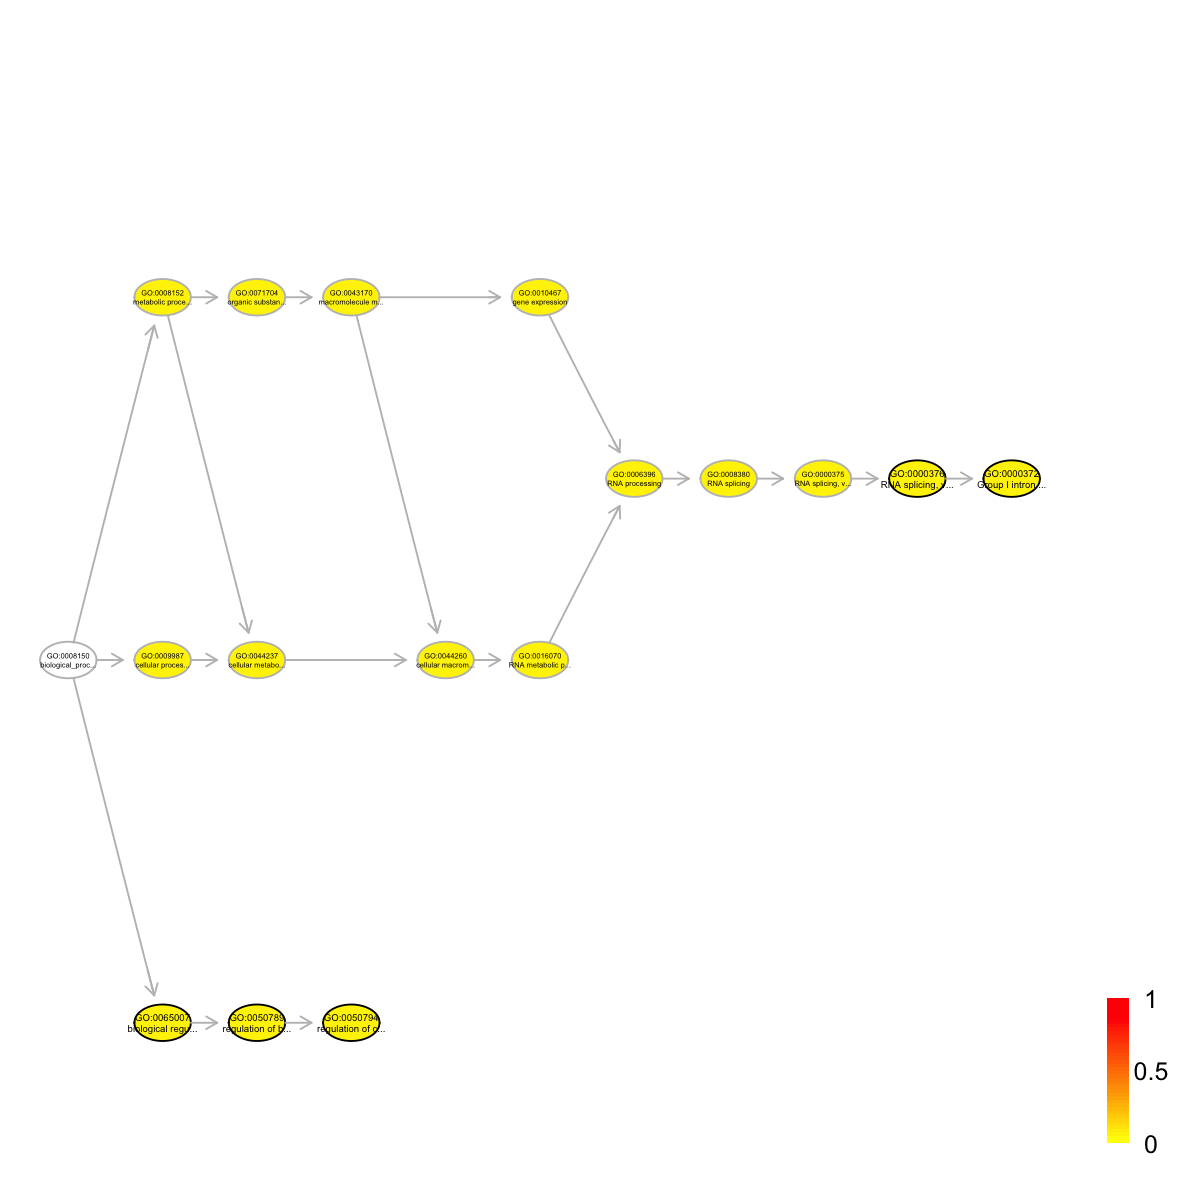 GO:0008152
metabolic proce...
GO:0071704
organic substan...
GO:0043170
macromolecule m...
GO:0010467
gene expression
GO:0006396
RNA processing
GO:0008380
RNA splicing
GO:0000375
RNA splicing, v...
GO:0000376
RNA splicing, v...
GO:0000372
Group I intron ...
GO:0008150
biological_proc...
GO:0009987
cellular proces...
GO:0044237
cellular metabo...
GO:0044260
cellular macrom...
GO:0016070
RNA metabolic p...
GO:0065007
biological regu...
GO:0050789
regulation of b...
GO:0050794
regulation of c...
1
0.5
0